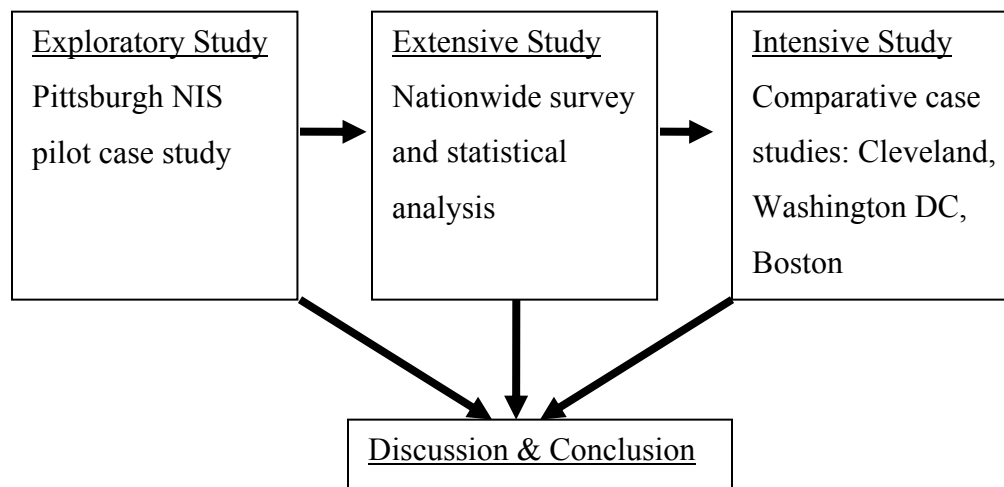 Exploratory Study
Pittsburgh NIS
pilot case study
Extensive Study
Nationwide survey
and statistical
analysis
Intensive Study
Comparative case
studies: Cleveland,
Washington DC,
Boston
Discussion & Conclusion